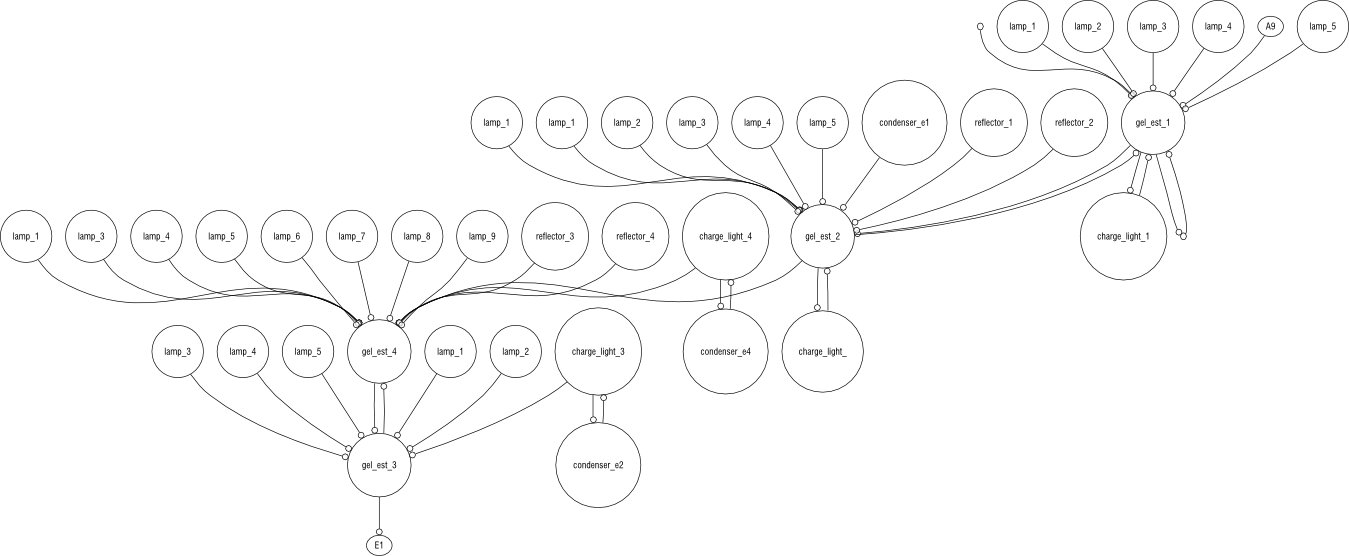 lamp_1
lamp_2
lamp_3
lamp_4
A9
lamp_5
lamp_1
lamp_1
lamp_2
lamp_3
lamp_4
lamp_5
condenser_e1
reflector_1
reflector_2
gel_est_1
lamp_1
lamp_3
lamp_4
lamp_5
lamp_6
lamp_7
lamp_8
lamp_9
reflector_3
reflector_4
charge_light_4
gel_est_2
charge_light_1
lamp_3
lamp_4
lamp_5
gel_est_4
lamp_1
lamp_2
charge_light_3
condenser_e4
charge_light_
gel_est_3
condenser_e2
E1